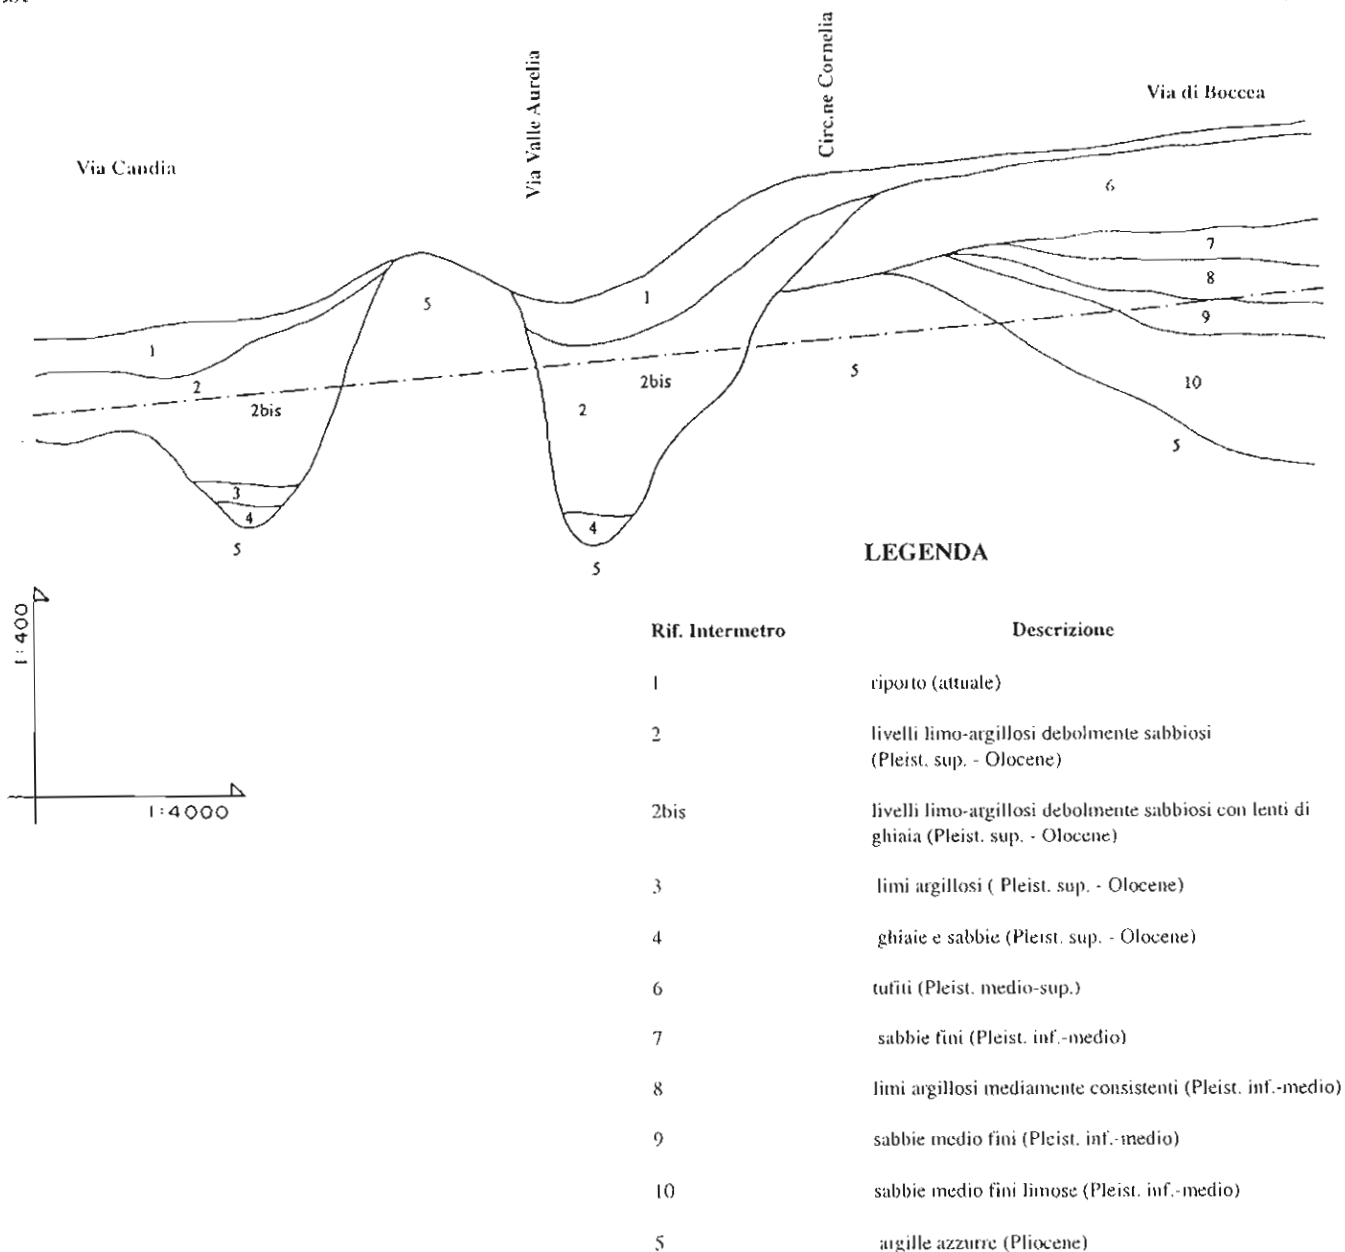 Via Candia
Via Valle Aurelia
Circ.ne Cornelia
Via di Boccea
1
2
2bis
3
4
5
5
1
2bis
2
4
5
5
6
7
8
9
10
5
1:400
1:4000
LEGENDA
Rif. Intermetro Descrizione
1 riporto (attuale)
2 livelli limo-argillosi debolmente sabbiosi
(Pleist. sup. - Olocene)
2bis livelli limo-argillosi debolmente sabbiosi con lenti di
ghiaia (Pleist. sup. - Olocene)
3 limi argillosi ( Pleist. sup. - Olocene)
4 ghiaie e sabbie (Pleist. sup. - Olocene)
6 tufiti (Pleist. medio-sup.)
7 sabbie fini (Pleist. inf.-medio)
8 limi argillosi mediamente consistenti (Pleist. inf.-medio)
9 sabbie medio fini (Pleist. inf.-medio)
10 sabbie medio fini limose (Pleist. inf.-medio)
5 argille azzurre (Pliocene)